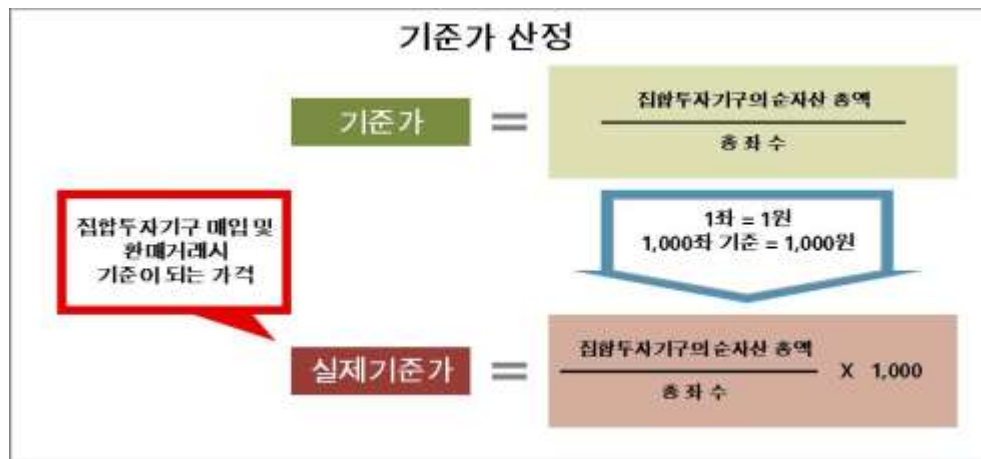 기준가 산정
기준가
=
집합투자기구의 순자산 총액
총 좌 수
집합투자기구 매입 및
환매거래시
기준이 되는 가격
1좌 = 1원
1,000좌 기준 = 1,000원
실제기준가
=
집합투자기구의 순자산 총액
총 좌 수
X 1,000